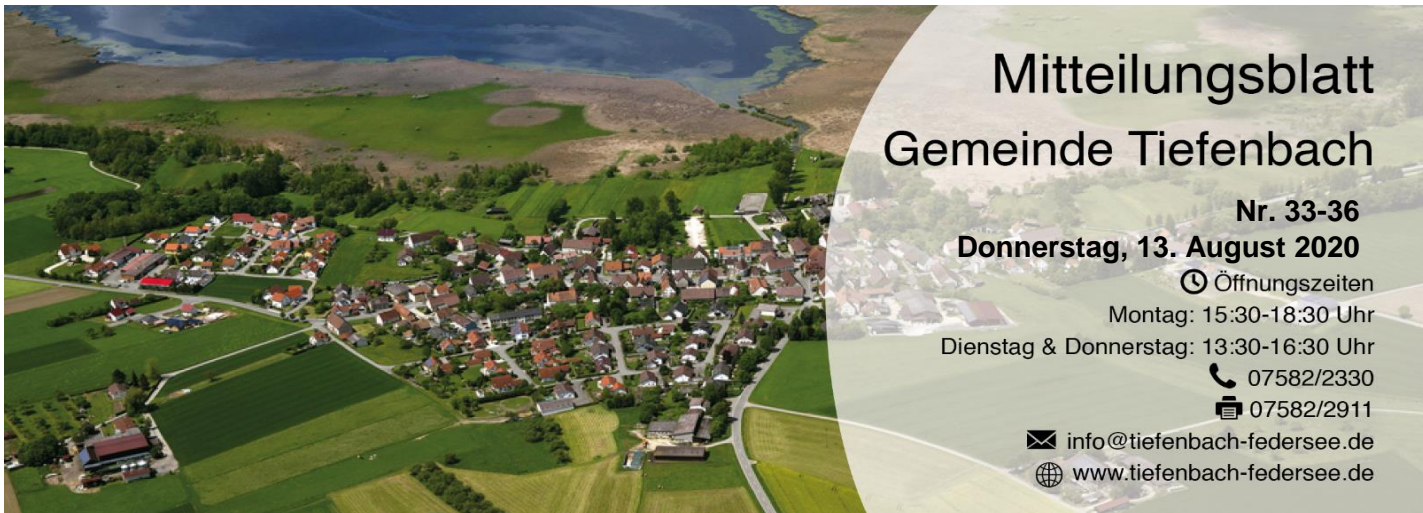 Mitteilungsblatt
Gemeinde Tiefenbach
Nr. 33-36
Donnerstag, 13. August 2020
Öffnungszeiten
Montag: 15:30-18:30 Uhr
Dienstag & Donnerstag: 13:30-16:30 Uhr
07582/2330
07582/2911
info@tiefenbach-federsee.de
www.tiefenbach-federsee.de